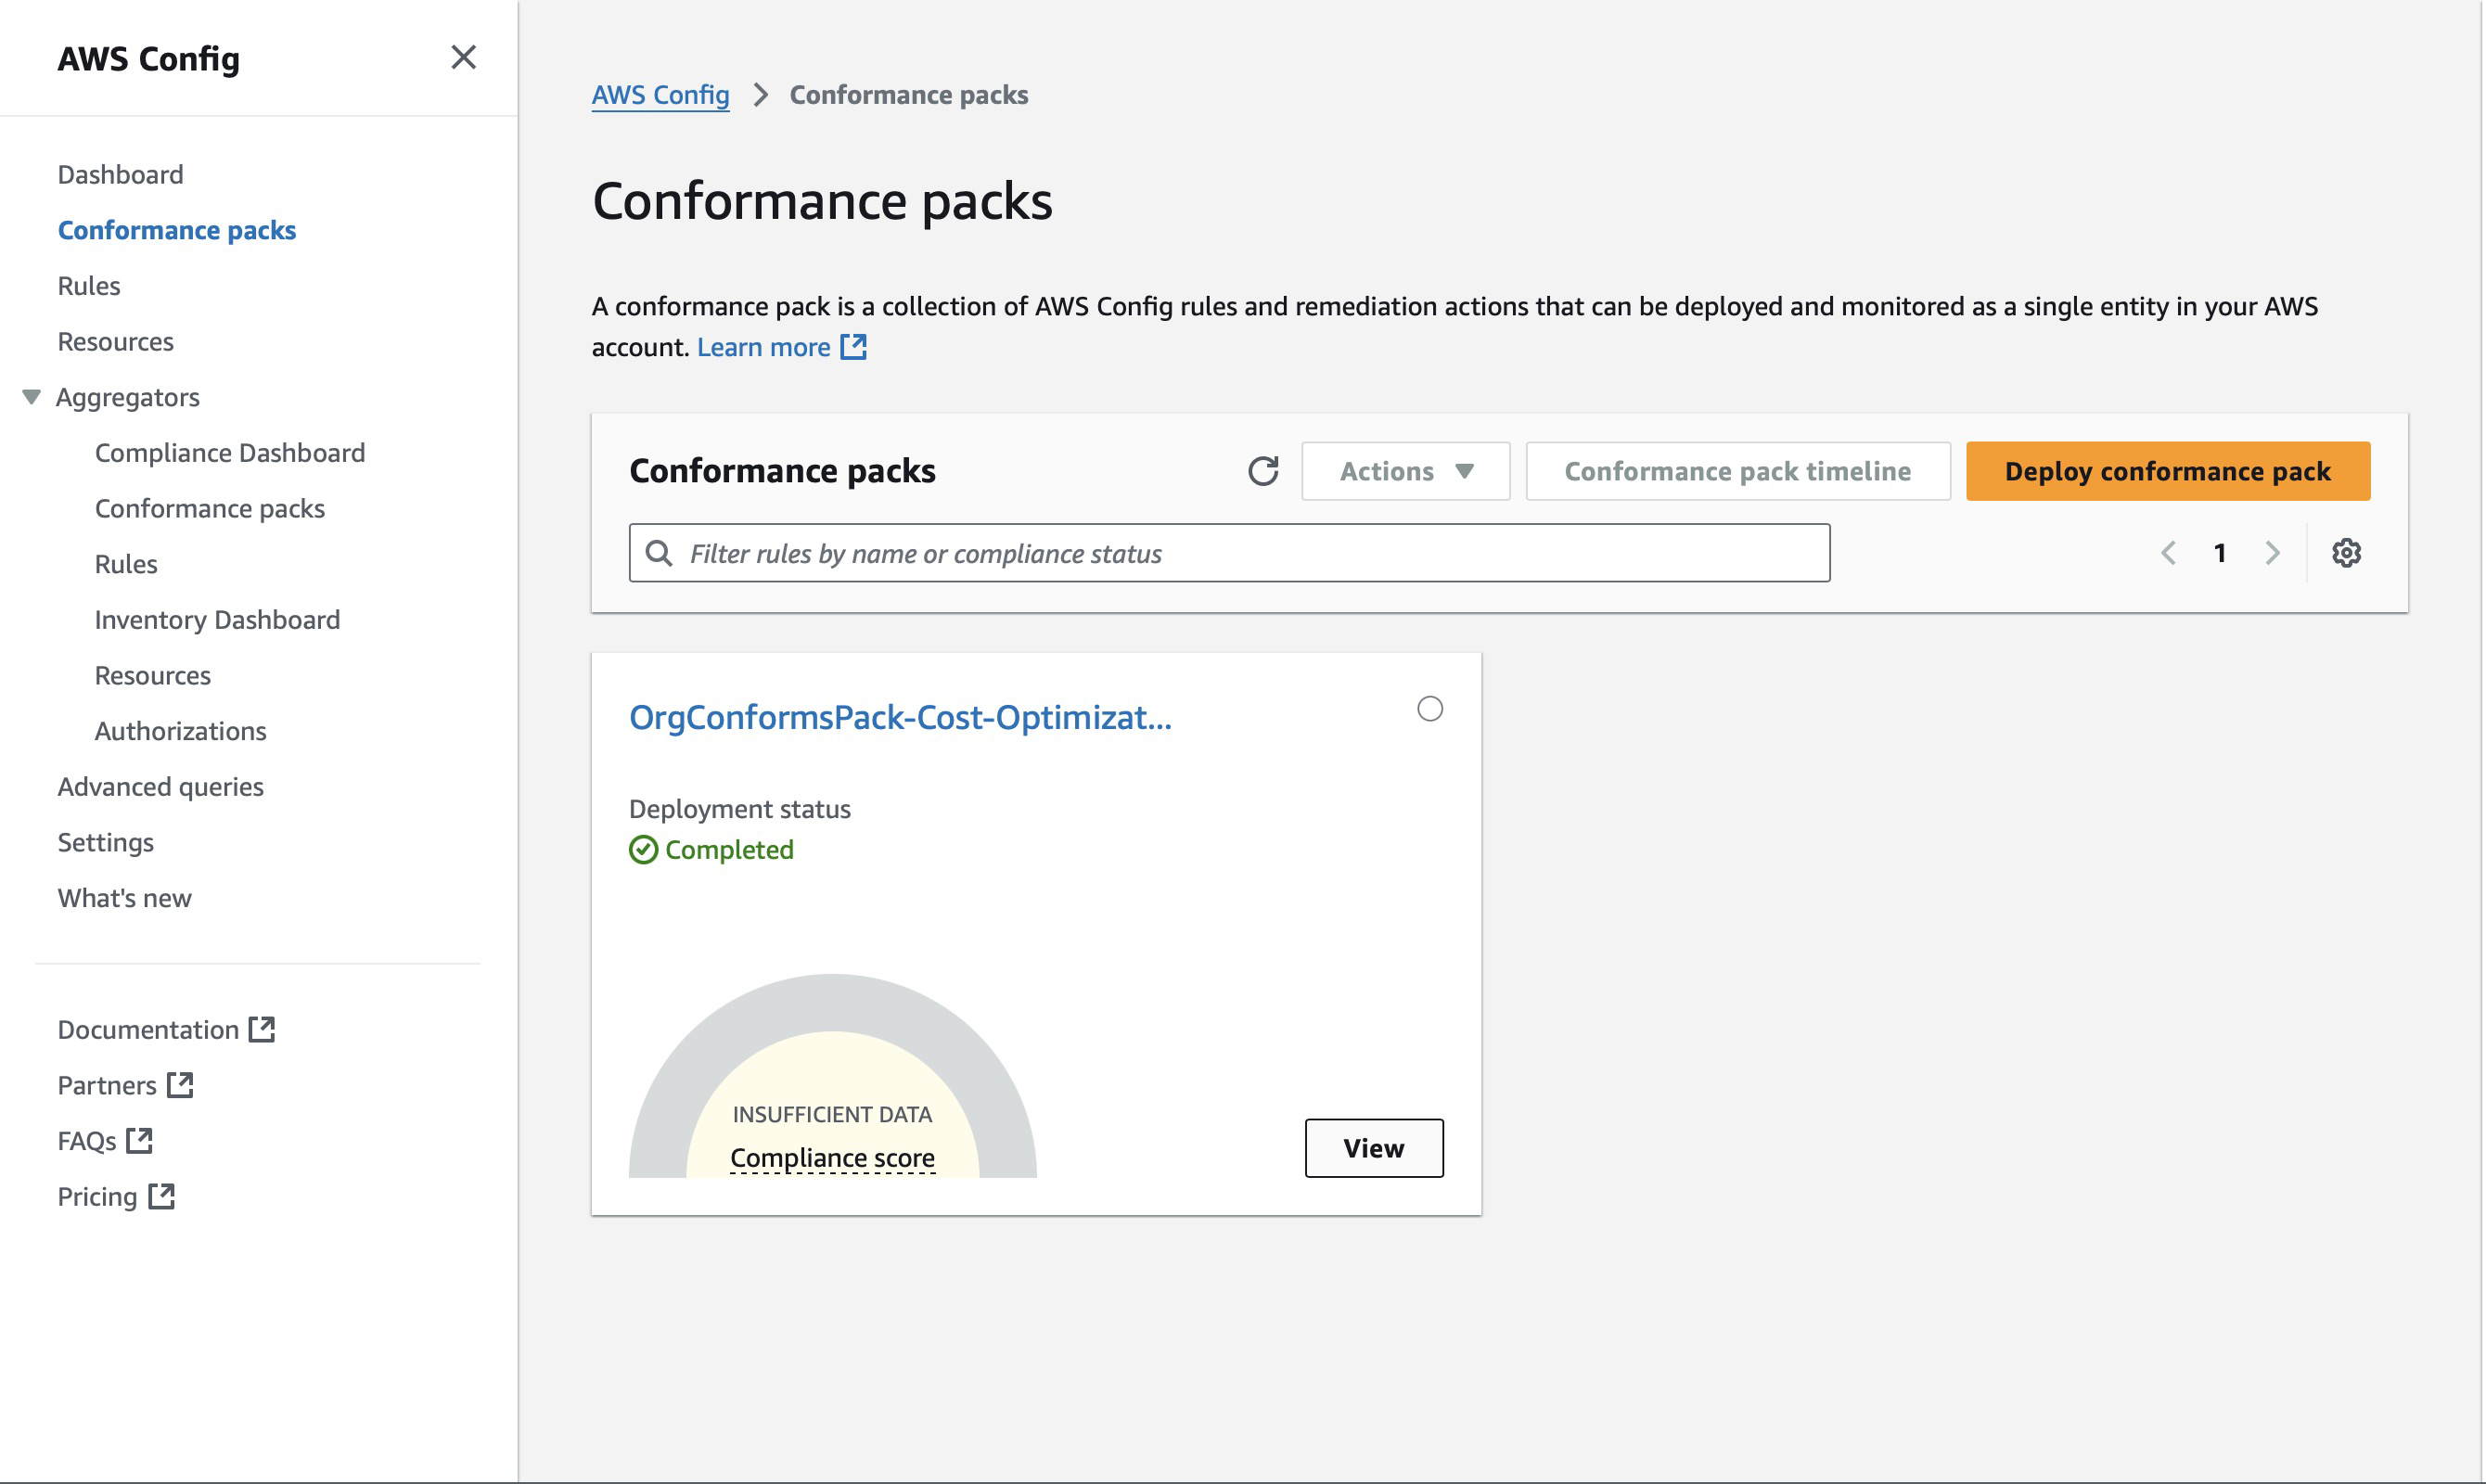 AWS Config
Dashboard
Conformance packs
Rules
Resources
Aggregators
Compliance Dashboard
Conformance packs
Rules
Inventory Dashboard
Resources
Authorizations
Advanced queries
Settings
What's new
Documentation
Partners
FAQs
Pricing
AWS Config > Conformance packs
Conformance packs
A conformance pack is a collection of AWS Config rules and remediation actions that can be deployed and monitored as a single entity in your AWS
account. Learn more
Conformance packs
Actions
Conformance pack timeline
Deploy conformance pack
Filter rules by name or compliance status
1
OrgConformsPack-Cost-Optimizat...
Deployment status
Completed
INSUFFICIENT DATA
Compliance score
View